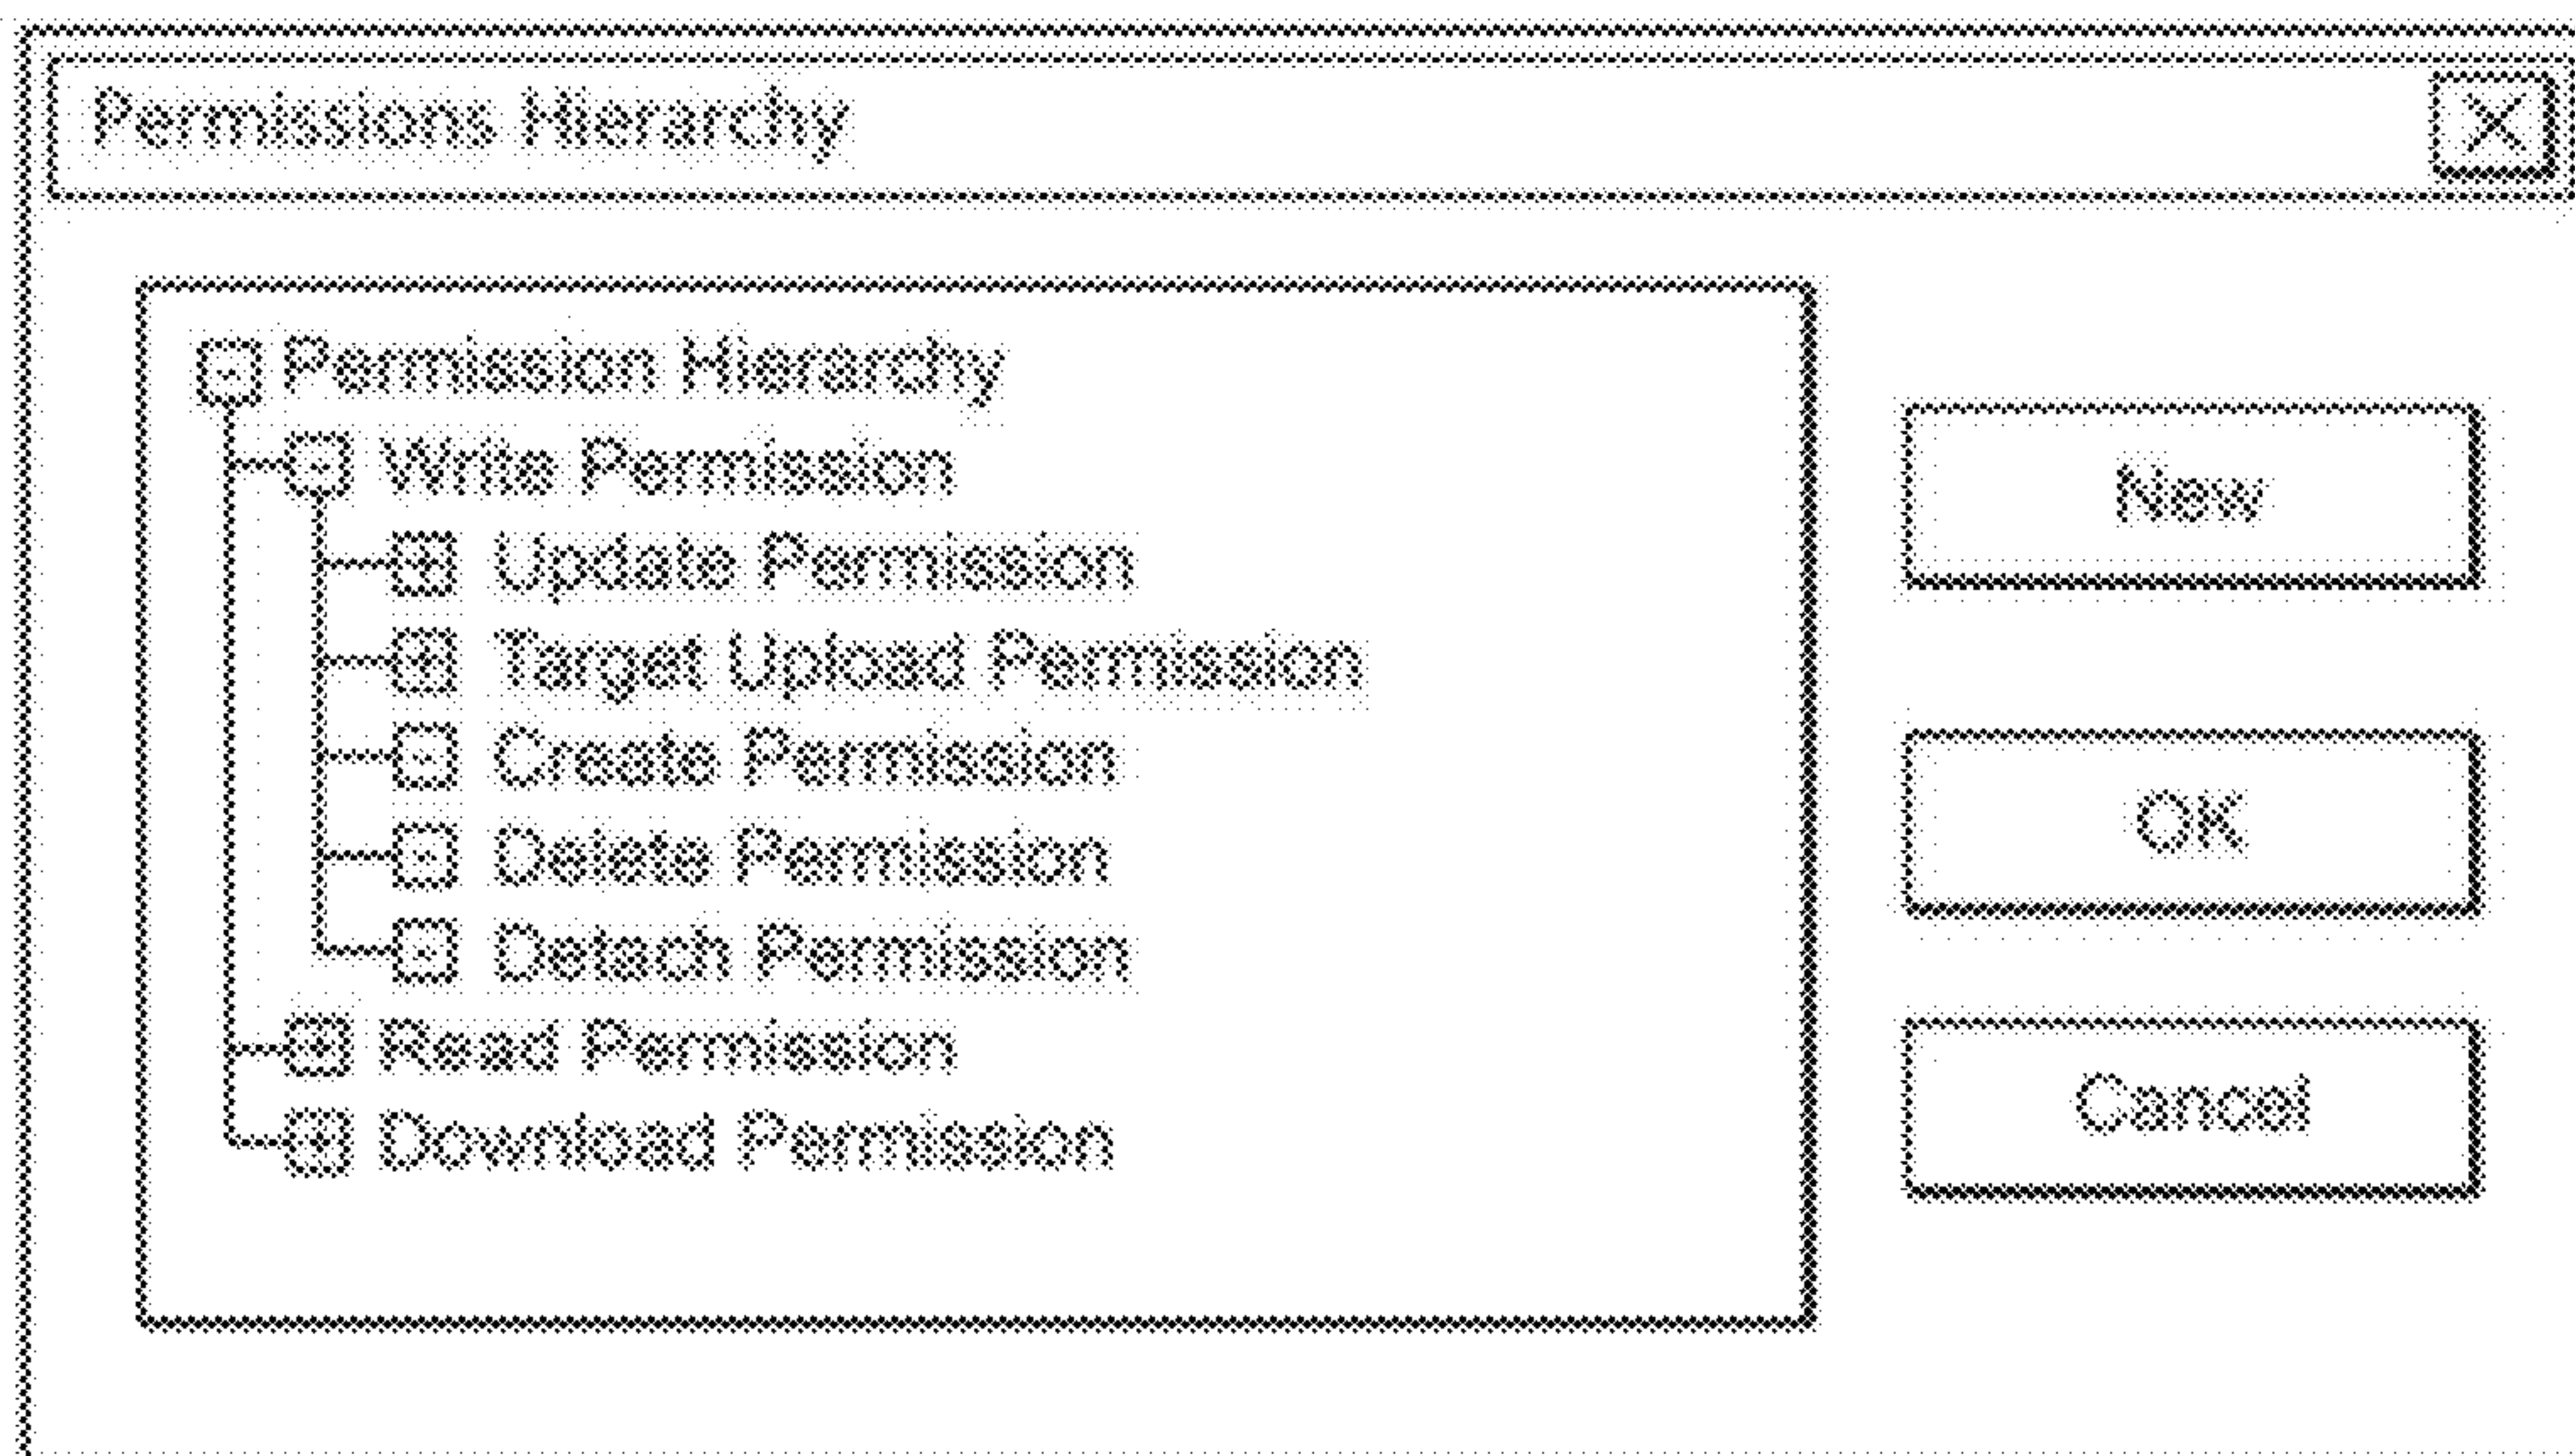 Permissions Hierarchy
Permission Hierarchy
Write Permission
Update Permission
Target Upload Permission
Create Permission
Delete Permission
Detach Permission
Read Permission
Download Permission
New
OK
Cancel